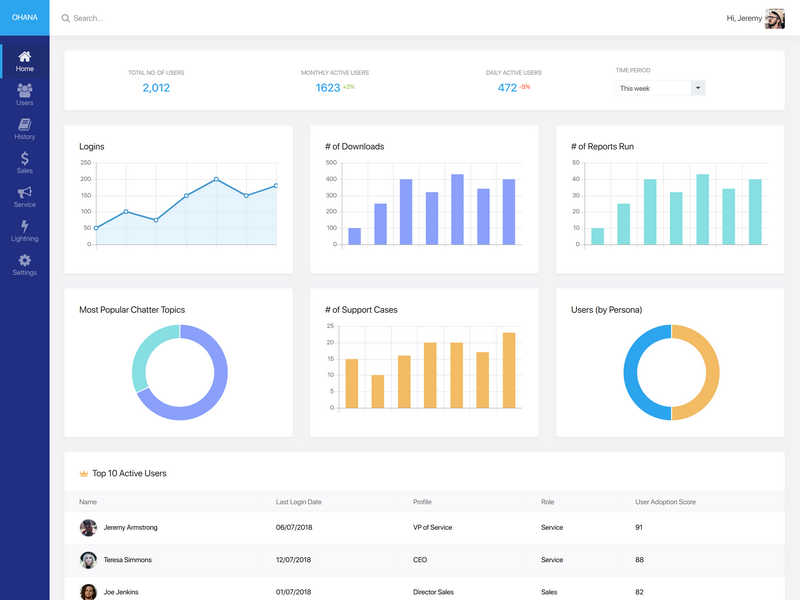 OHANA
Search...
Hi, Jeremy
Home
Users
History
Sales
Service
Lightning
Settings
TOTAL NO. OF USERS
2,012
MONTHLY ACTIVE USERS
1623 +2%
DAILY ACTIVE USERS
472 -5%
TIME PERIOD
This week
Logins
250
200
150
100
50
0
# of Downloads
500
400
300
200
100
0
# of Reports Run
50
40
30
20
10
0
Most Popular Chatter Topics
# of Support Cases
25
20
15
10
5
0
Users (by Persona)
Top 10 Active Users
Name Last Login Date Profile Role User Adoption Score
Jeremy Armstrong 06/07/2018 VP of Service Service 91
Teresa Simmons 12/07/2018 CEO Service 88
Joe Jenkins 01/07/2018 Director Sales Sales 82